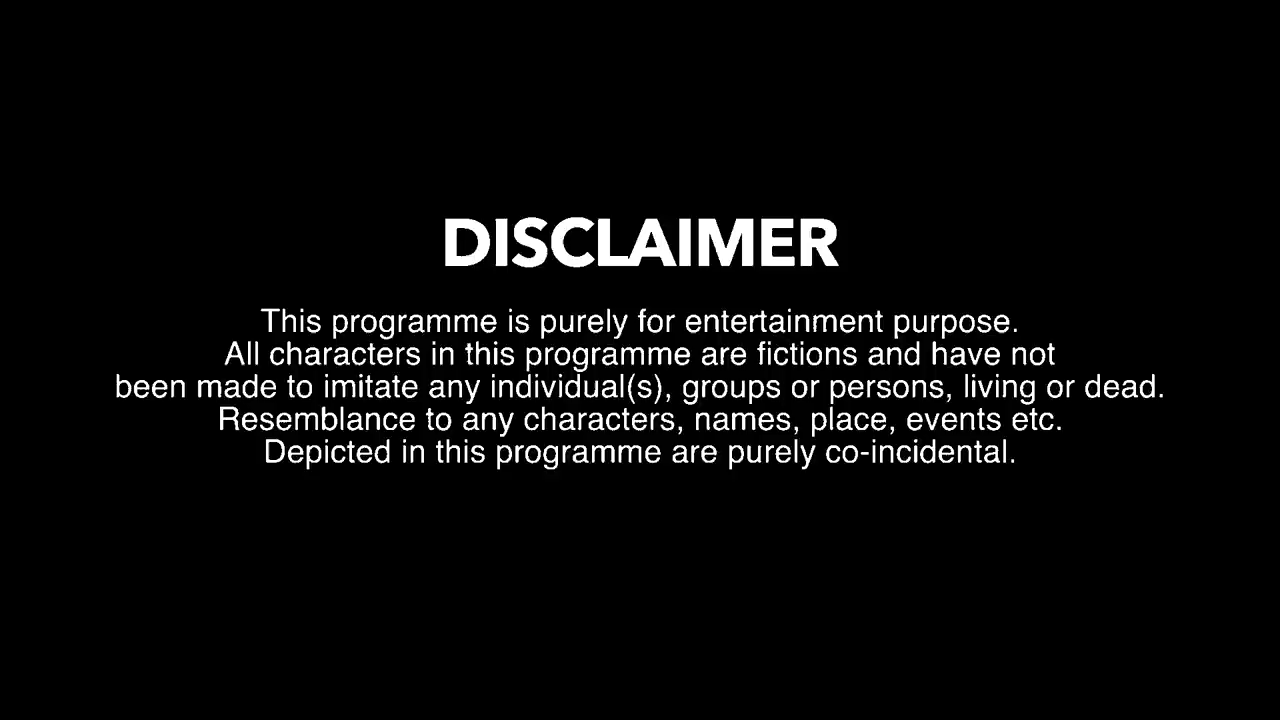 DISCLAIMER
This programme is purely for entertainment purpose.
All characters in this programme are fictions and have not
been made to imitate any individual(s), groups or persons, living or dead.
Resemblance to any characters, names, place, events etc.
Depicted in this programme are purely co-incidental.